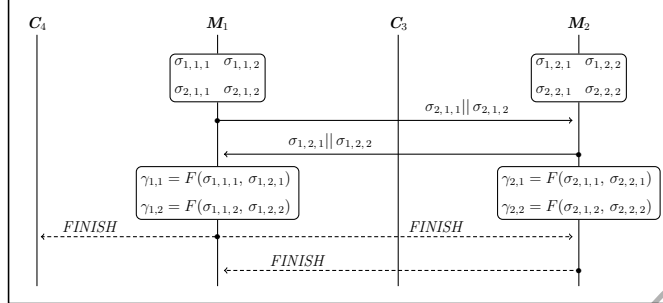 C₄ M₁ C₃ M₂
σ₁,₁,₁ σ₁,₁,₂ σ₁,₂,₁ σ₁,₂,₂
σ₂,₁,₁ σ₂,₁,₂ σ₂,₂,₁ σ₂,₂,₂
σ₂,₁,₁||σ₂,₁,₂
σ₁,₂,₁||σ₁,₂,₂
γ₁,₁ = F(σ₁,₁,₁, σ₁,₂,₁) γ₂,₁ = F(σ₂,₁,₁, σ₂,₂,₁)
γ₁,₂ = F(σ₁,₁,₂, σ₁,₂,₂) γ₂,₂ = F(σ₂,₁,₂, σ₂,₂,₂)
FINISH FINISH
FINISH